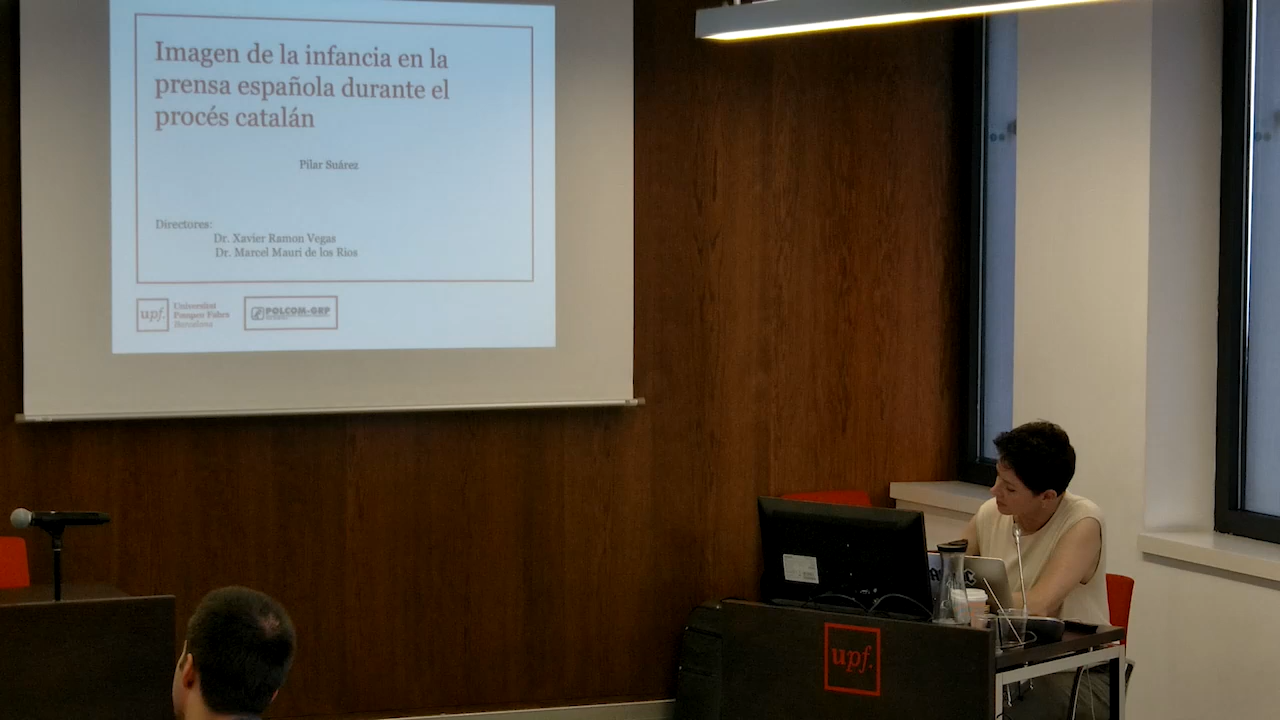 Imagen de la infancia en la
prensa española durante el
procés catalán
Pilar Suárez
Directores:
Dr. Xavier Ramon Vegas
Dr. Marcel Mauri de los Rios
upf.
Universitat
Pompeu Fabra
Barcelona
POLCOM-GRP
upf.